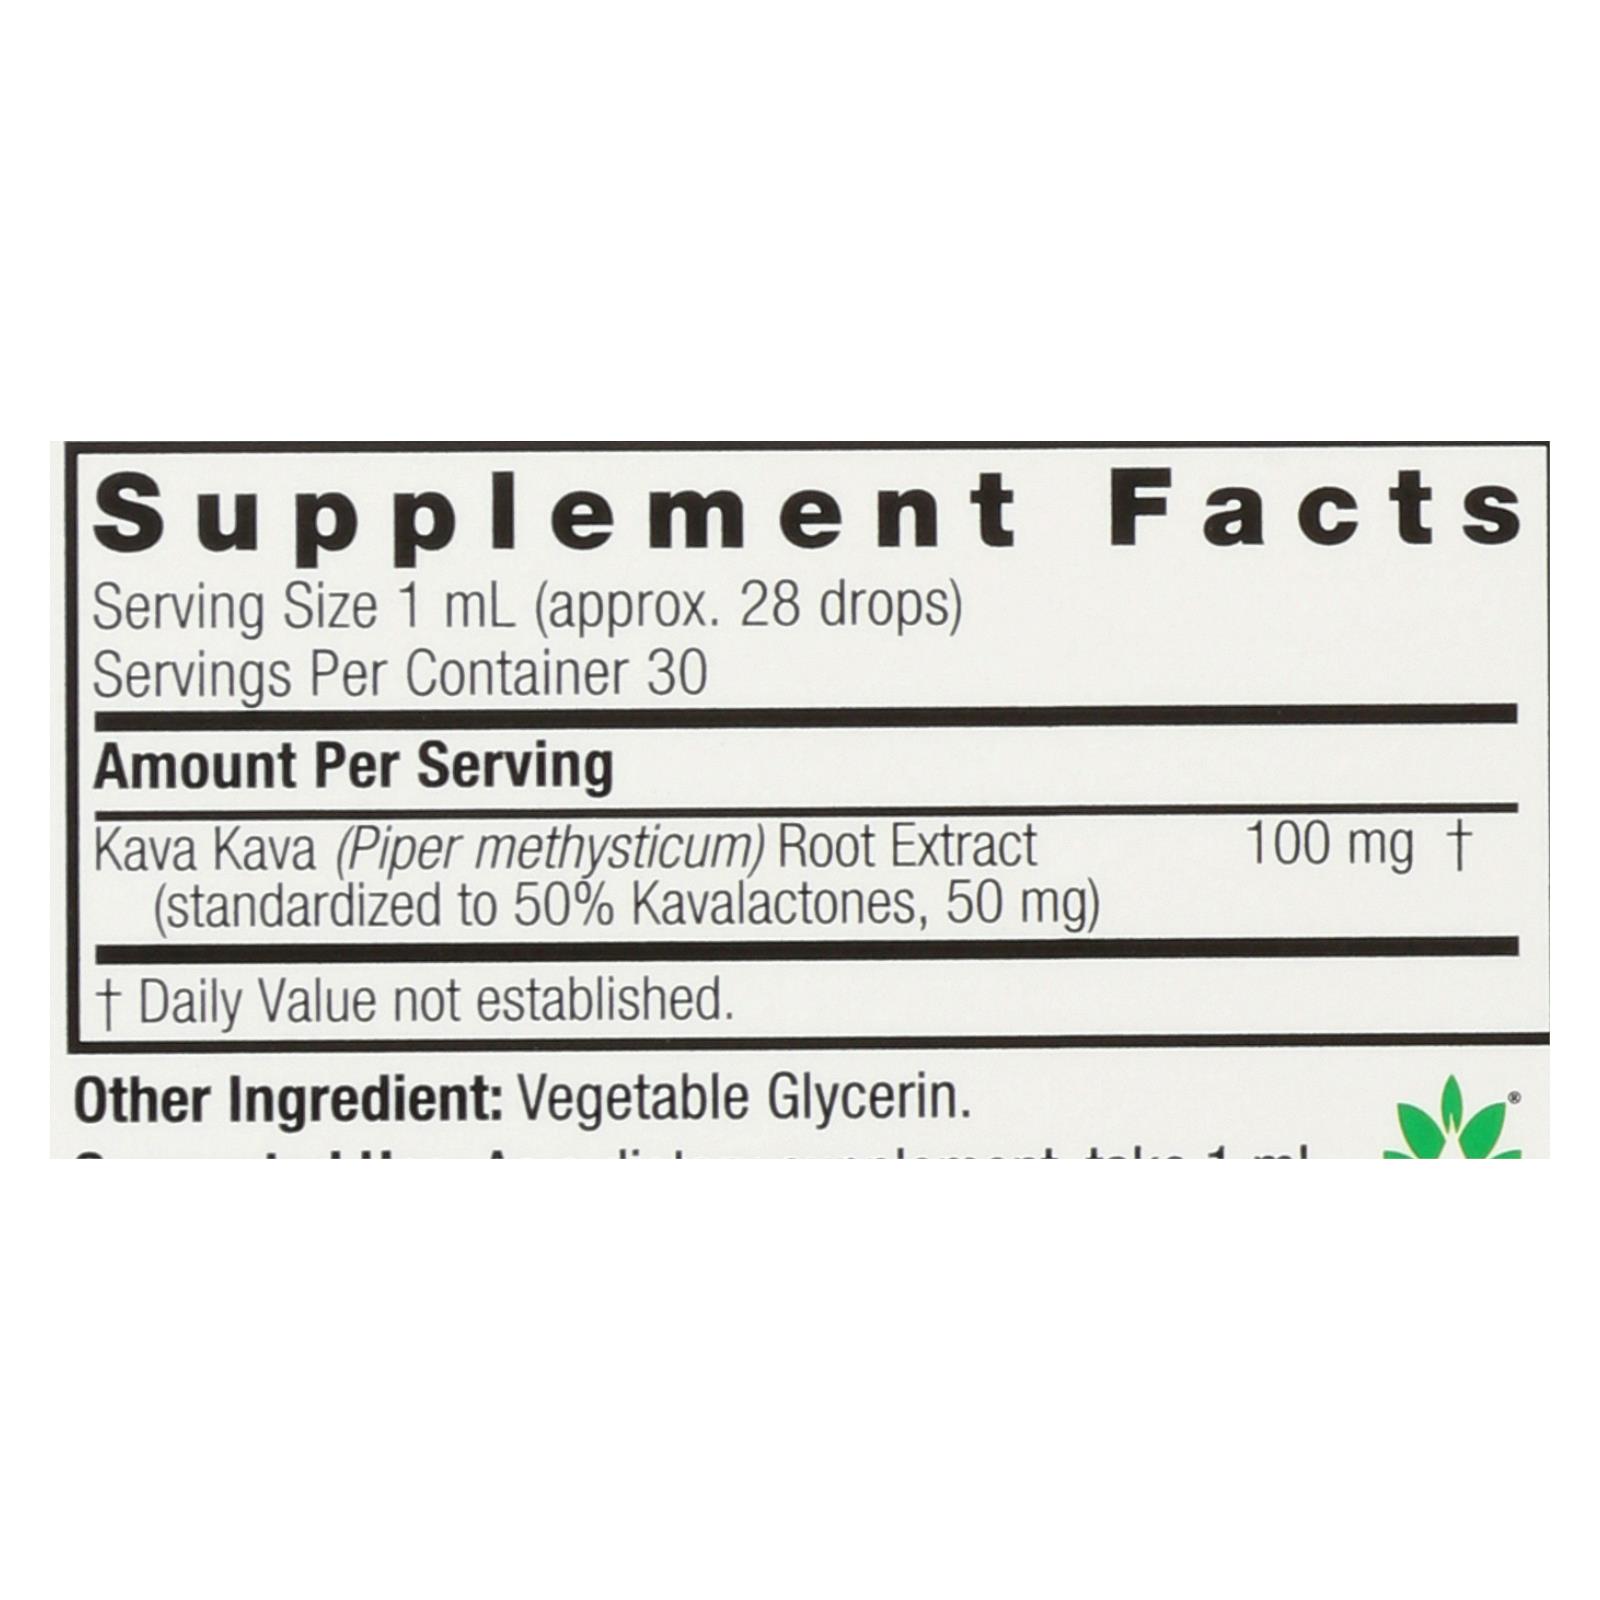 Supplement Facts
Serving Size 1 mL (approx. 28 drops)
Servings Per Container 30
Amount Per Serving
Kava Kava (Piper methysticum) Root Extract 100 mg †
(standardized to 50% Kavalactones, 50 mg)
† Daily Value not established.
Other Ingredient: Vegetable Glycerin.
®